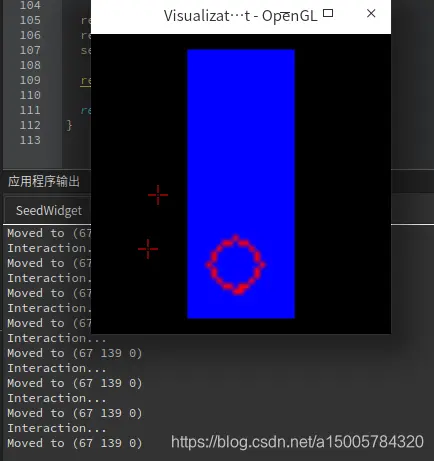 Visualizat…t - OpenGL
104
105 re
106 re
107 se
108
109 re
110
111 re
112 }
113
应用程序输出
SeedWidget
Moved to (67
Interaction.
Moved to (67
Interaction.
Moved to (67
Interaction.
Moved to (67
Interaction...
Moved to (67 139 0)
Interaction...
Moved to (67 139 0)
Interaction...
Moved to (67 139 0)
Interaction...
Moved to (67 139 0)
https://blog.csdn.net/a15005784320